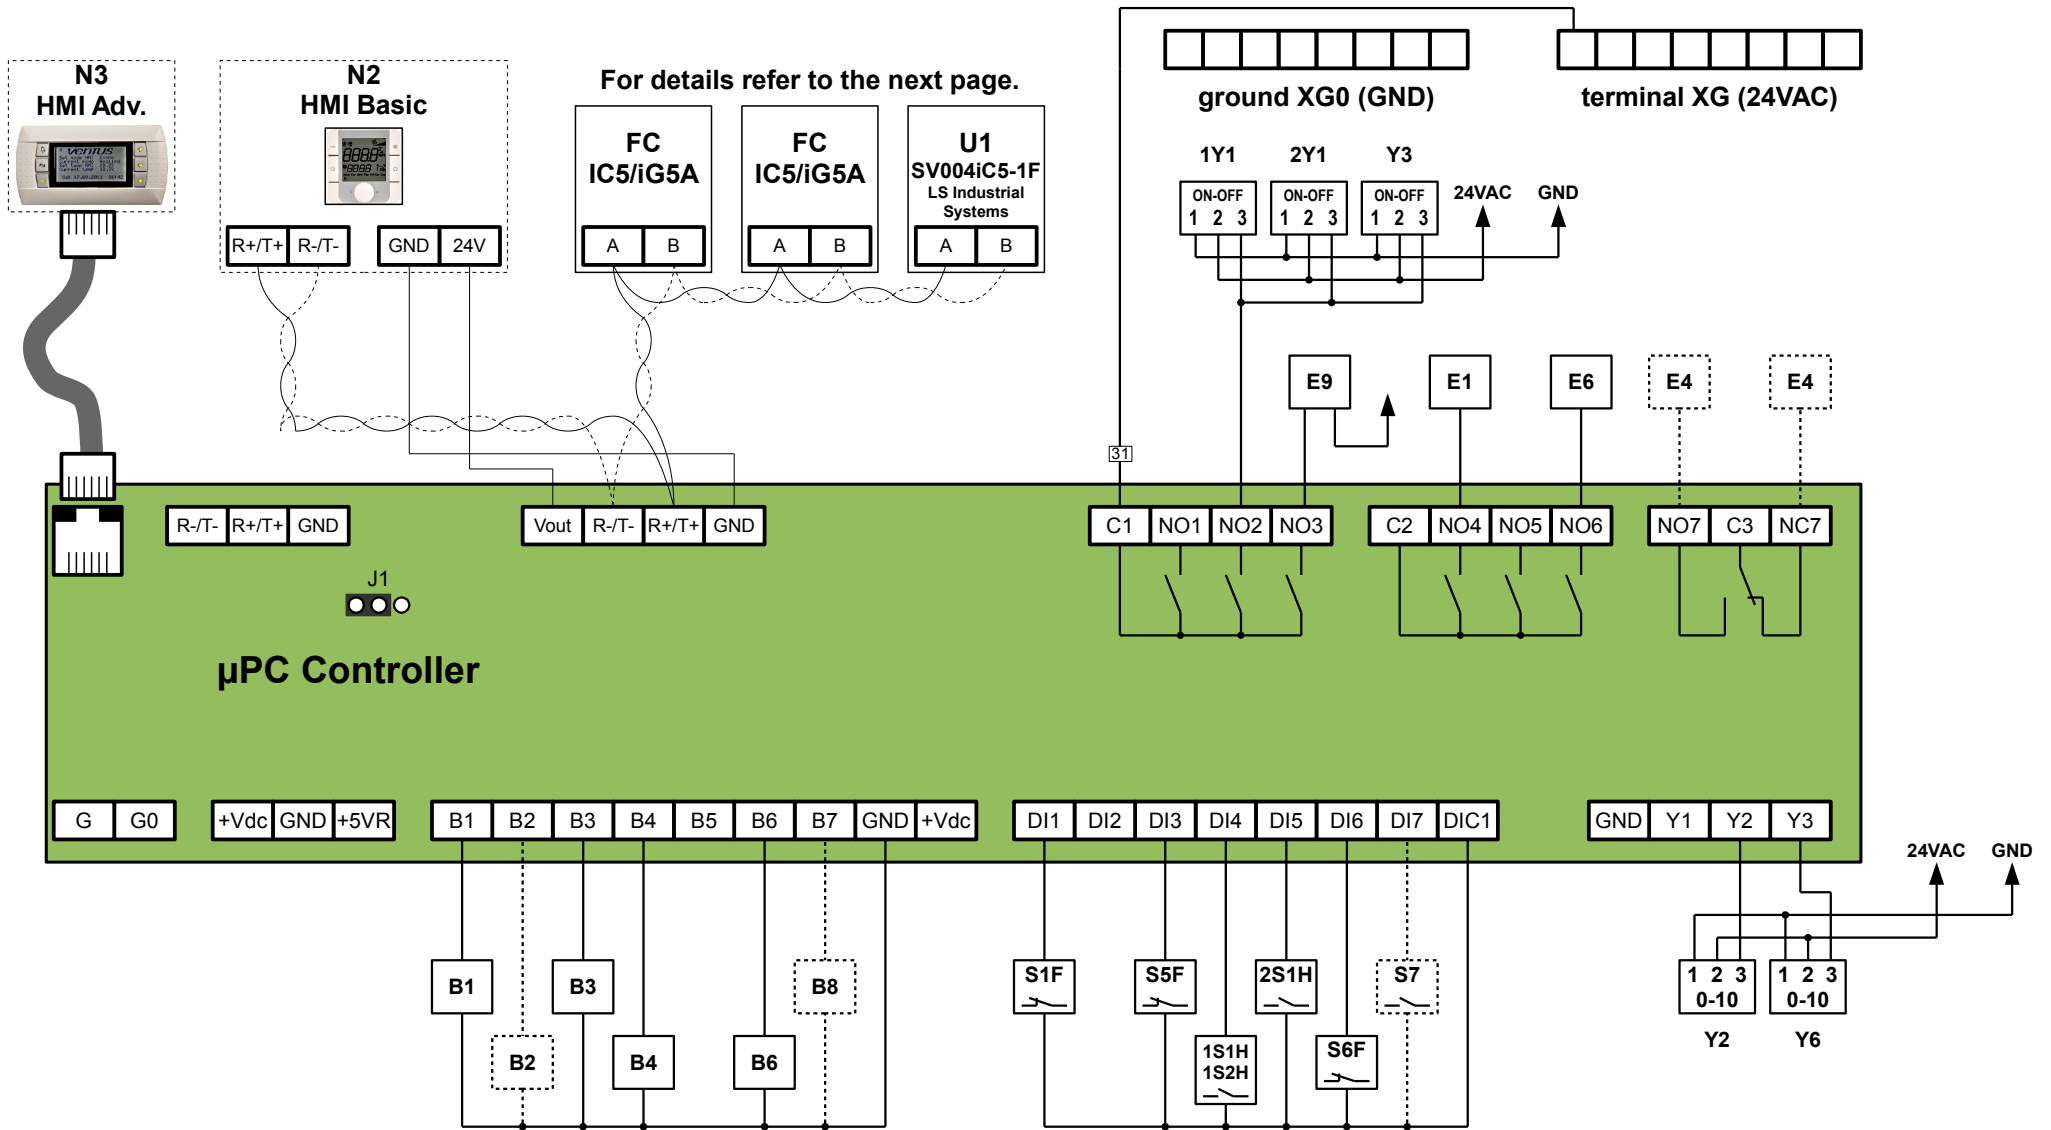 N3
HMI Adv.
N2
HMI Basic
For details refer to the next page.
FC
IC5/iG5A
FC
IC5/iG5A
U1
SV004iC5-1F
LS Industrial
Systems
ground XG0 (GND)
terminal XG (24VAC)
VENTUS
R+/T+ R-/T- GND 24V
A B A B A B
1Y1 2Y1 Y3
ON-OFF ON-OFF ON-OFF
1 2 3 1 2 3 1 2 3
24VAC GND
E9 E1 E6 E4 E4
31
R-/T- R+/T+ GND
Vout R-/T- R+/T+ GND
C1 NO1 NO2 NO3
C2 NO4 NO5 NO6
NO7 C3 NC7
J1
µPC Controller
G G0
+Vdc GND +5VR
B1 B2 B3 B4 B5 B6 B7 GND +Vdc
DI1 DI2 DI3 DI4 DI5 DI6 DI7 DIC1
GND Y1 Y2 Y3
24VAC GND
B1 B3 B8
B2 B4 B6
S1F S5F 2S1H S7
1S1H
1S2H
S6F
1 2 3 1 2 3
0-10 0-10
Y2 Y6